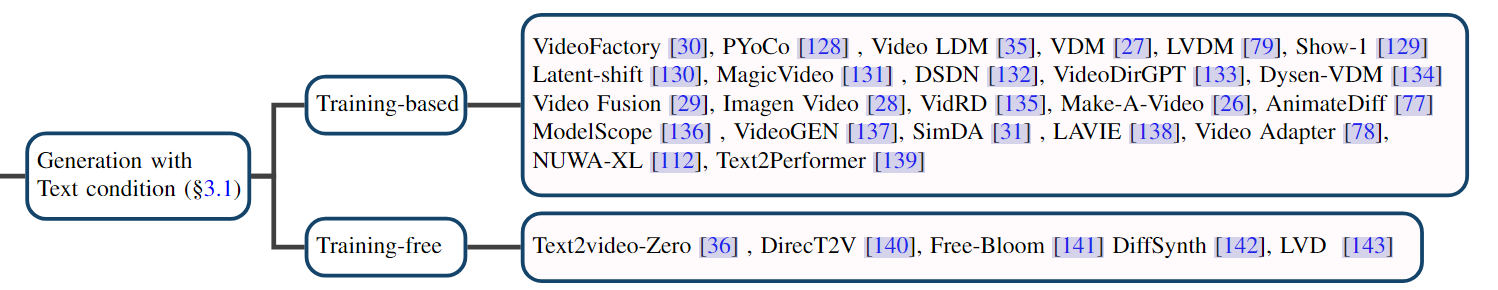 Generation with
Text condition (§3.1)
Training-based
VideoFactory [30], PYoCo [128] , Video LDM [35], VDM [27], LVDM [79], Show-1 [129]
Latent-shift [130], MagicVideo [131] , DSDN [132], VideoDirGPT [133], Dysen-VDM [134]
Video Fusion [29], Imagen Video [28], VidRD [135], Make-A-Video [26], AnimateDiff [77]
ModelScope [136] , VideoGEN [137], SimDA [31] , LAVIE [138], Video Adapter [78],
NUWA-XL [112], Text2Performer [139]
Training-free
Text2video-Zero [36] , DirecT2V [140], Free-Bloom [141] DiffSynth [142], LVD [143]